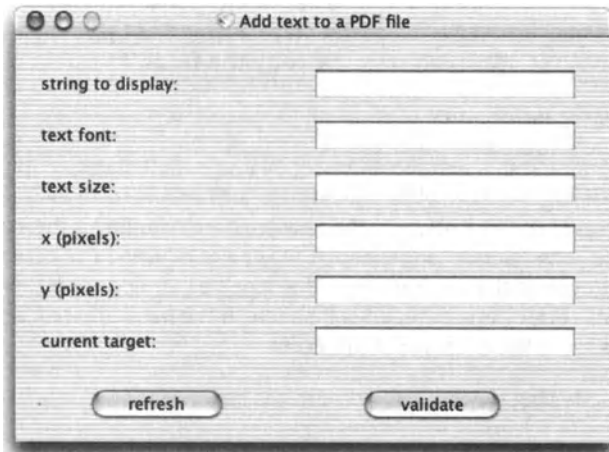 Add text to a PDF file
string to display:
text font:
text size:
x (pixels):
y (pixels):
current target:
refresh
validate